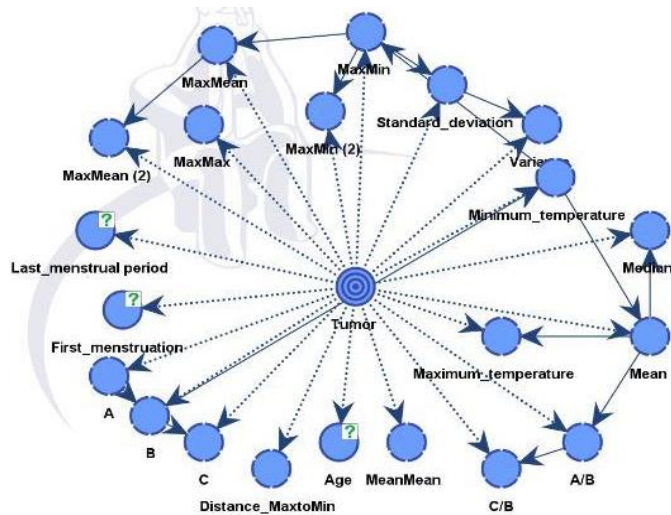 MaxMin
MaxMean
Standard_deviation
MaxMin (2)
MaxMax
MaxMean (2)
Minimum_temperature
?
Last_menstrual period
Median
?
Tumor
First_menstruation
Maximum_temperature
Mean
A
B
?
C
Age
MeanMean
A/B
Distance_MaxtoMin
C/B